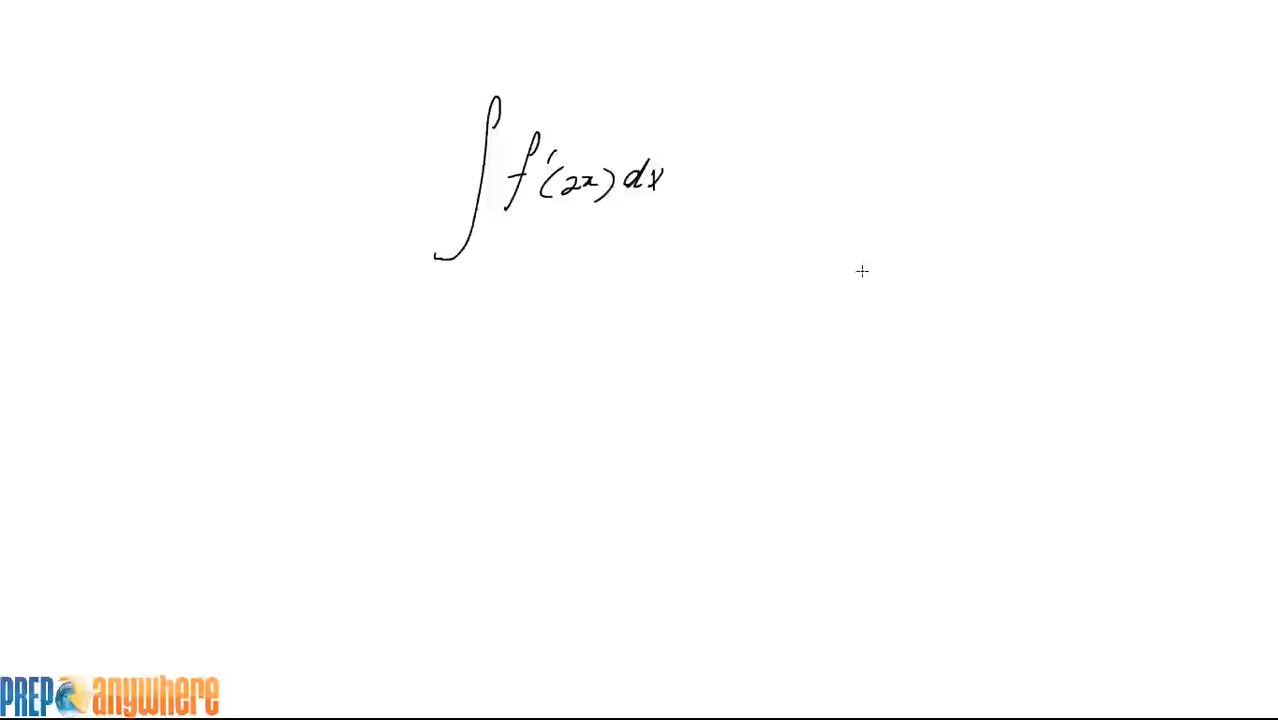 ∫ f'(2x) dx
PREP anywhere